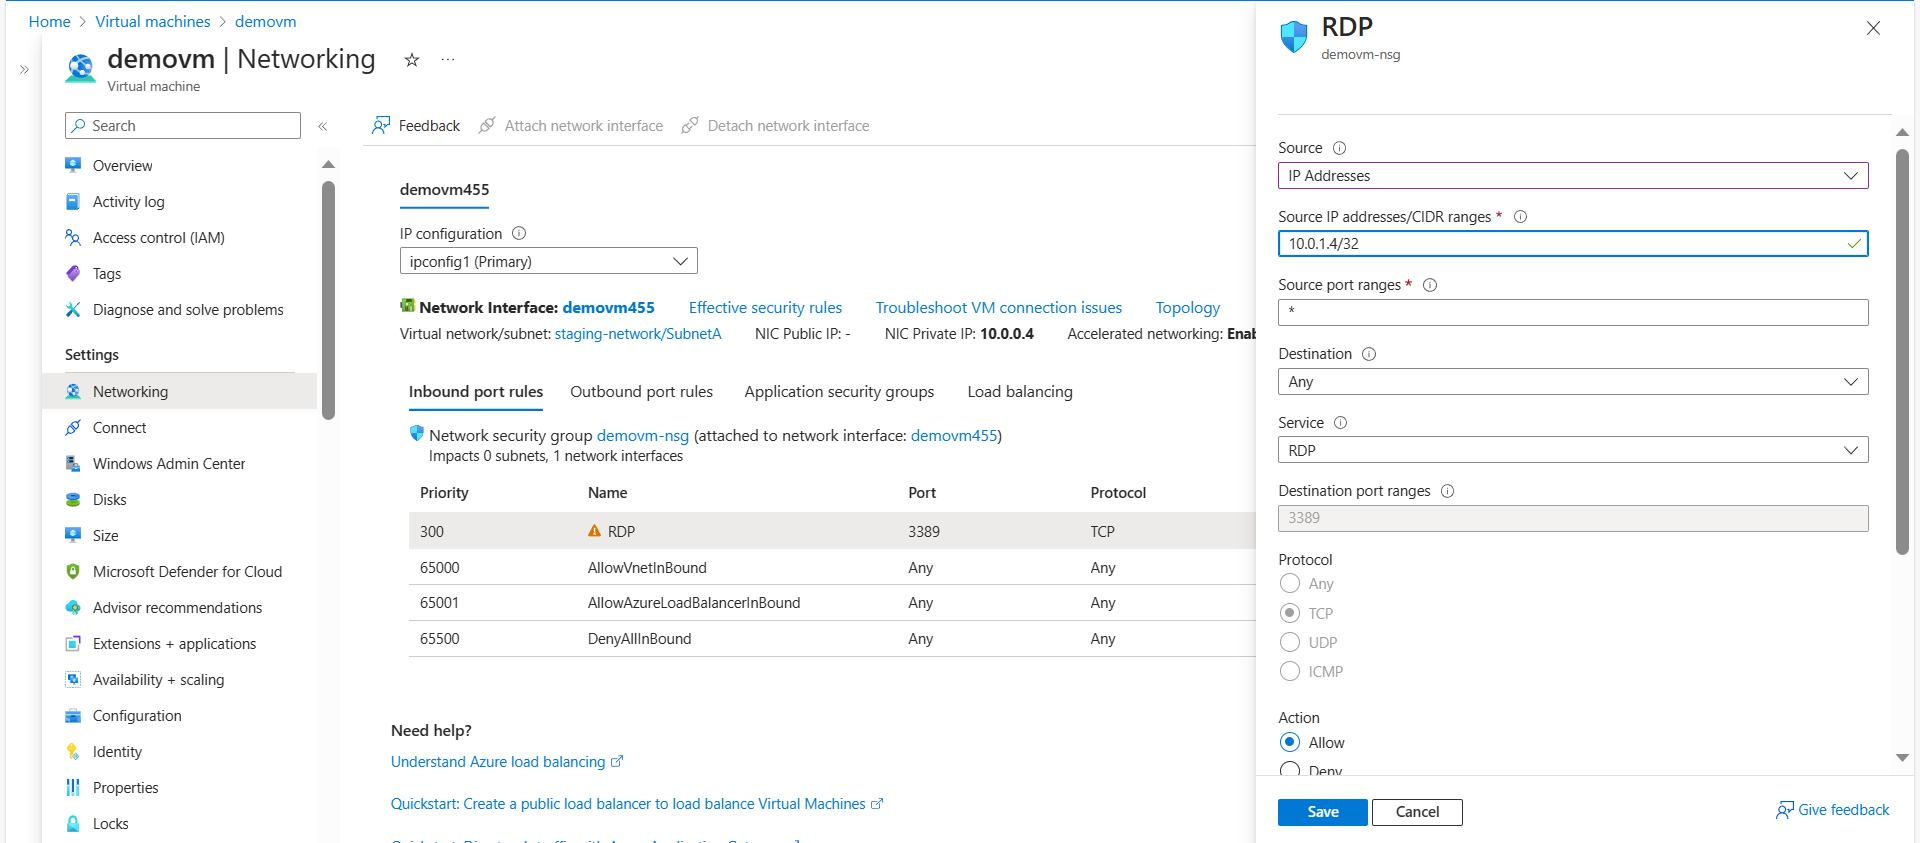 Home > Virtual machines > demovm
demovm | Networking
Virtual machine
Search
Overview
Activity log
Access control (IAM)
Tags
Diagnose and solve problems
Settings
Networking
Connect
Windows Admin Center
Disks
Size
Microsoft Defender for Cloud
Advisor recommendations
Extensions + applications
Availability + scaling
Configuration
Identity
Properties
Locks
Feedback Attach network interface Detach network interface
demovm455
IP configuration
ipconfig1 (Primary)
Network Interface: demovm455 Effective security rules Troubleshoot VM connection issues Topology
Virtual network/subnet: staging-network/SubnetA NIC Public IP: - NIC Private IP: 10.0.0.4 Accelerated networking:
Inbound port rules Outbound port rules Application security groups Load balancing
Network security group demovm-nsg (attached to network interface: demovm455)
Impacts 0 subnets, 1 network interfaces
Priority Name Port Protocol
300 RDP 3389 TCP
65000 AllowVnetInBound Any Any
65001 AllowAzureLoadBalancerInBound Any Any
65500 DenyAllInBound Any Any
Need help?
Understand Azure load balancing
Quickstart: Create a public load balancer to load balance Virtual Machines
RDP
demovm-nsg
Source
IP Addresses
Source IP addresses/CIDR ranges *
10.0.1.4/32
Source port ranges *
*
Destination
Any
Service
RDP
Destination port ranges
3389
Protocol
Any
TCP
UDP
ICMP
Action
Allow
Deny
Save Cancel
Give feedback